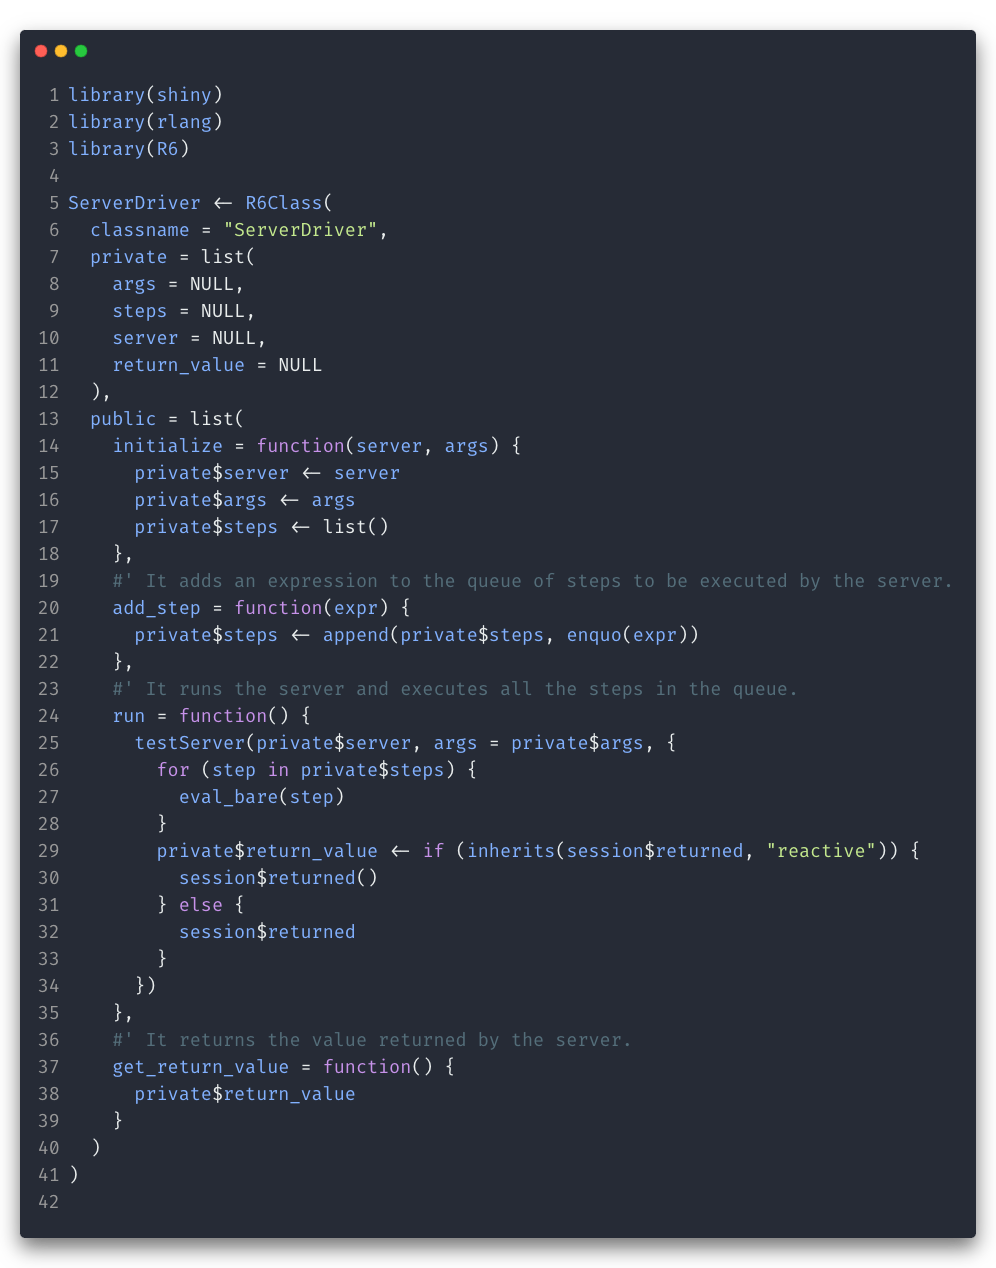 1 library(shiny)
2 library(rlang)
3 library(R6)
4
5 ServerDriver <- R6Class(
6   classname = "ServerDriver",
7   private = list(
8     args = NULL,
9     steps = NULL,
10     server = NULL,
11     return_value = NULL
12   ),
13   public = list(
14     initialize = function(server, args) {
15       private$server <- server
16       private$args <- args
17       private$steps <- list()
18     },
19     #' It adds an expression to the queue of steps to be executed by the server.
20     add_step = function(expr) {
21       private$steps <- append(private$steps, enquo(expr))
22     },
23     #' It runs the server and executes all the steps in the queue.
24     run = function() {
25       testServer(private$server, args = private$args, {
26         for (step in private$steps) {
27           eval_bare(step)
28         }
29         private$return_value <- if (inherits(session$returned, "reactive")) {
30           session$returned()
31         } else {
32           session$returned
33         }
34       })
35     },
36     #' It returns the value returned by the server.
37     get_return_value = function() {
38       private$return_value
39     }
40   )
41 )
42